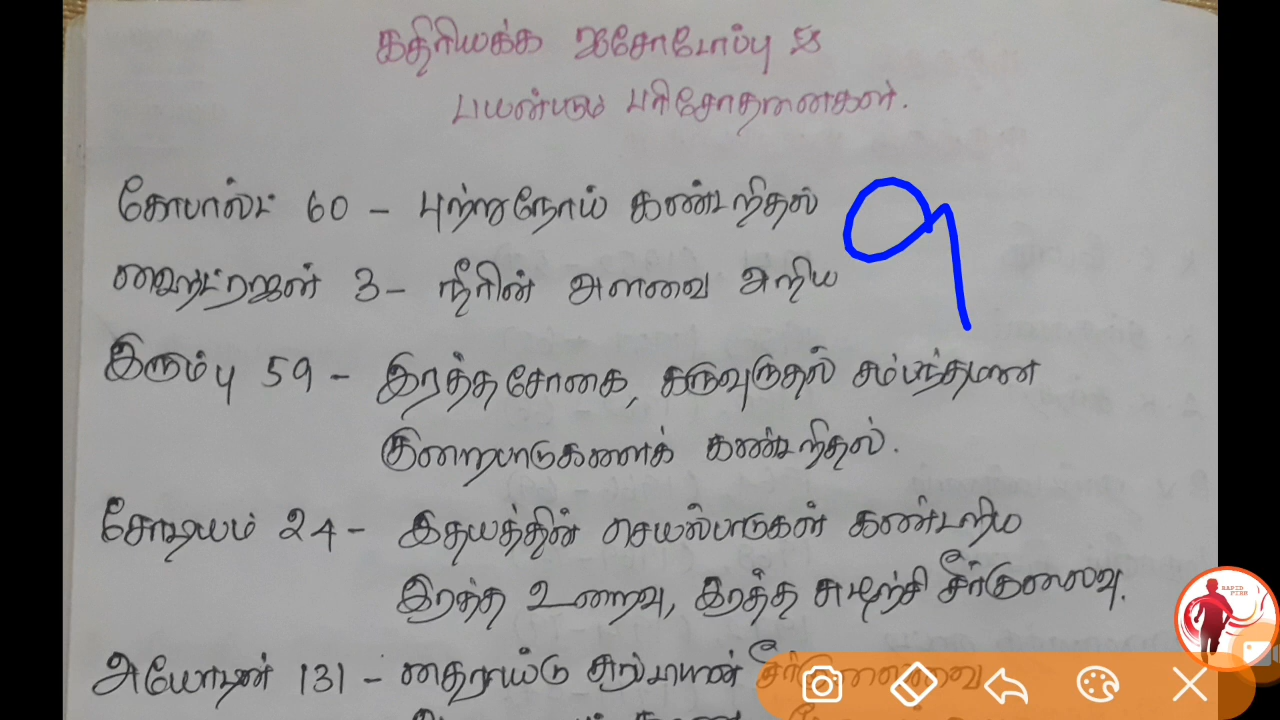 கதிரியக்க ஐசோடோப்பு &
பயன்படும் பரிசோதனைகள்.
கோபால்ட் 60 - புற்றுநோய் கண்டறிதல்
ஹைட்ரஜன் 3 - நீரின் அளவை அறிய
இரும்பு 59 - இரத்த சோகை, கருவுருதல் சம்பந்தமான
குறைபாடுகளைக் கண்டறிதல்.
சோடியம் 24 - இதயத்தின் செயல்பாடுகள் கண்டறிய
இரத்த உறைவு, இரத்த சுழற்சி சீர்குலைவு.
அயோடின் 131 - தைராய்டு சுரப்பியின் சீர்குலைவை
RAPID
FIRE